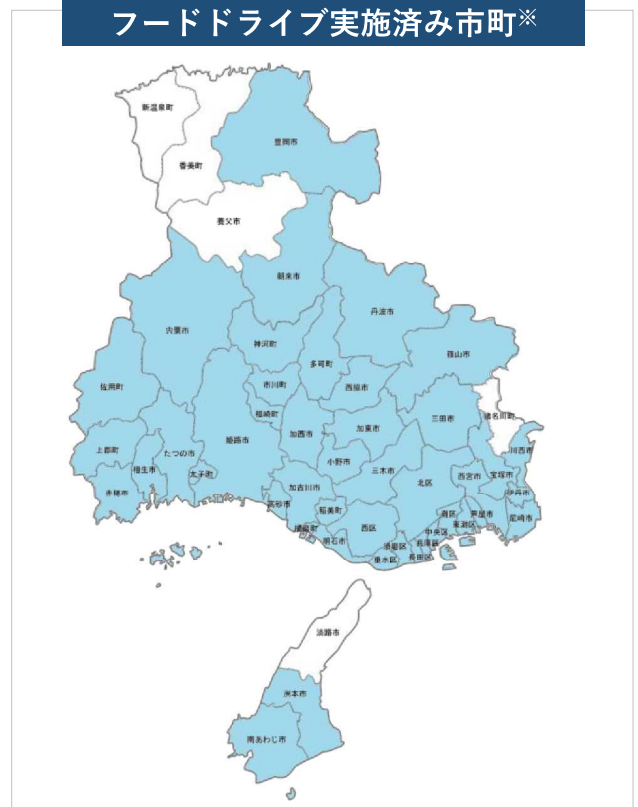 フードドライブ実施済み市町※
新温泉町
香美町
豊岡市
養父市
朝来市
丹波市
宍粟市
神河町
篠山市
多可町
佐用町
市川町
西脇市
福崎町
猪名川町
三田市
加東市
加西市
姫路市
上郡町
たつの市
川西市
小野市
三木市
相生市
太子町
北区
西宮市
宝塚市
加古川市
赤穂市
伊丹市
高砂市
稲美町
灘区
芦屋市
尼崎市
東灘区
播磨町
西区
中央区
明石市
兵庫区
須磨区
長田区
垂水区
淡路市
洲本市
南あわじ市